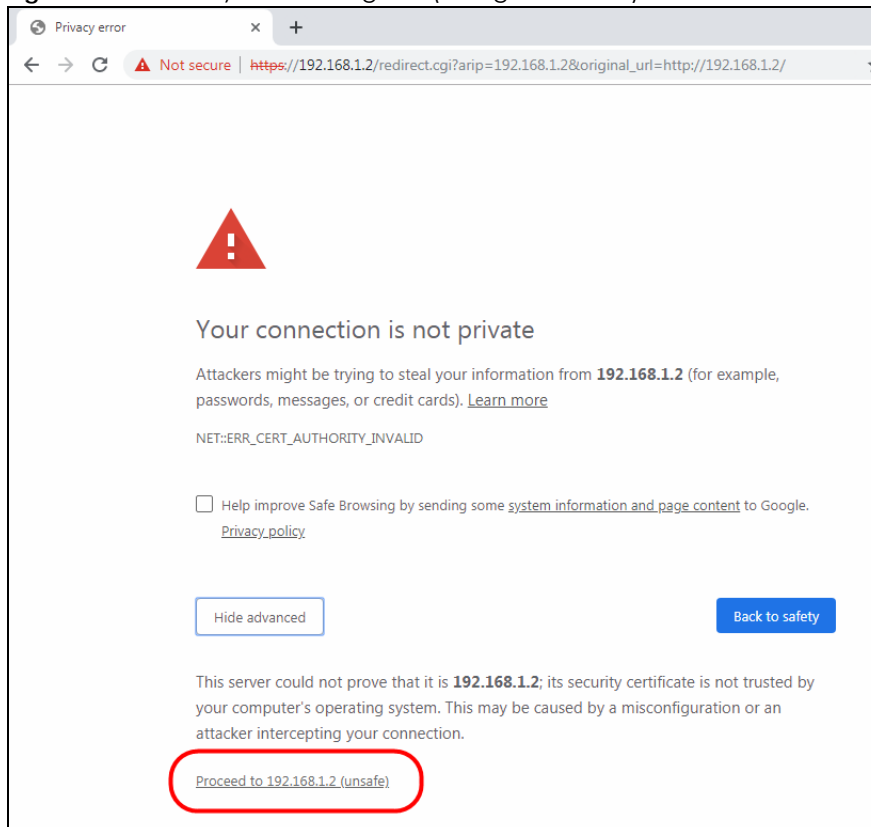 Privacy error
Not secure | https://192.168.1.2/redirect.cgi?arip=192.168.1.2&original_url=http://192.168.1.2/
Your connection is not private
Attackers might be trying to steal your information from 192.168.1.2 (for example,
passwords, messages, or credit cards). Learn more
NET::ERR_CERT_AUTHORITY_INVALID
Help improve Safe Browsing by sending some system information and page content to Google.
Privacy policy
Hide advanced
Back to safety
This server could not prove that it is 192.168.1.2; its security certificate is not trusted by
your computer's operating system. This may be caused by a misconfiguration or an
attacker intercepting your connection.
Proceed to 192.168.1.2 (unsafe)